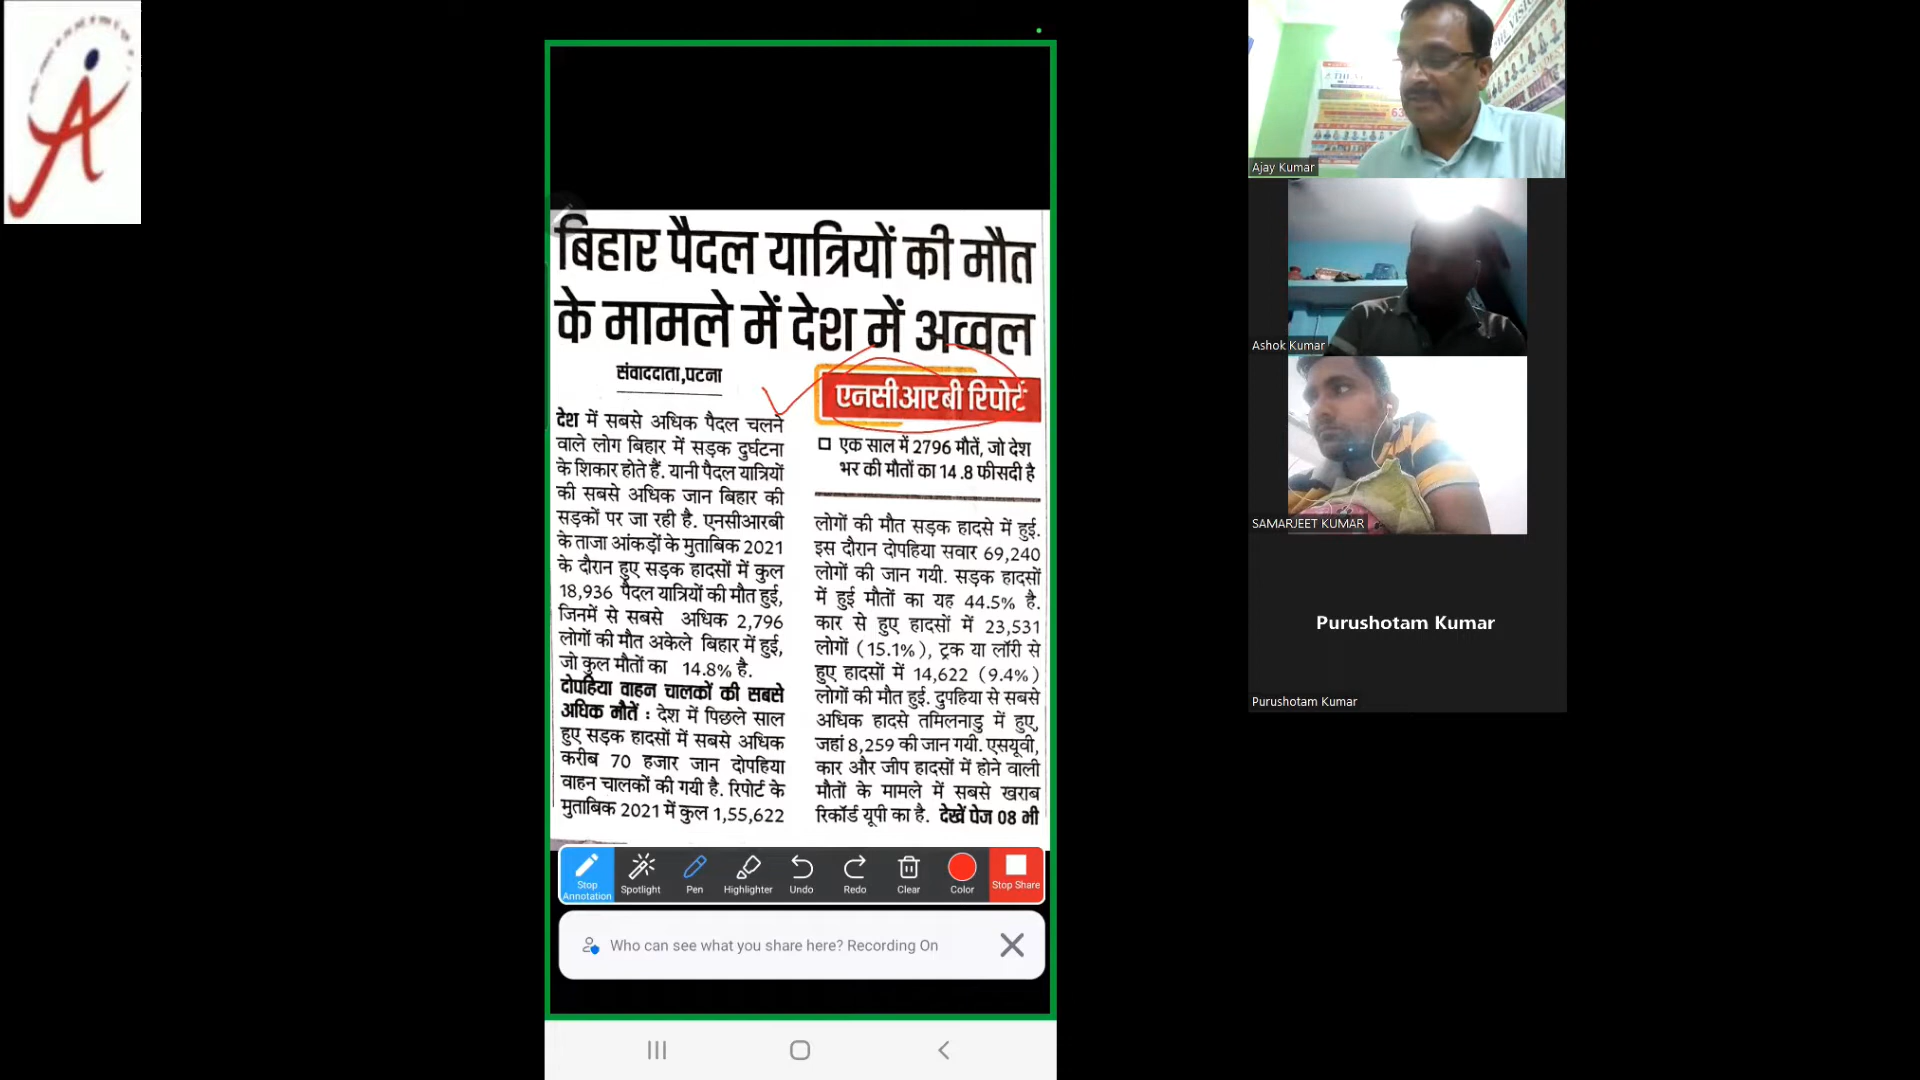 बिहार पैदल यात्रियों की मौत
के मामले में देश में अव्वल
संवाददाता,पटना
देश में सबसे अधिक पैदल चलने
वाले लोग बिहार में सड़क दुर्घटना
के शिकार होते हैं. यानी पैदल यात्रियों
की सबसे अधिक जान बिहार की
सड़कों पर जा रही है. एनसीआरबी
के ताजा आंकड़ों के मुताबिक 2021
के दौरान हुए सड़क हादसों में कुल
18,936 पैदल यात्रियों की मौत हुई,
जिनमें से सबसे अधिक 2,796
लोगों की मौत अकेले बिहार में हुई,
जो कुल मौतों का 14.8% है.
दोपहिया वाहन चालकों की सबसे
अधिक मौतें : देश में पिछले साल
हुए सड़क हादसों में सबसे अधिक
करीब 70 हजार जान दोपहिया
वाहन चालकों की गयी है. रिपोर्ट के
मुताबिक 2021 में कुल 1,55,622
एनसीआरबी रिपोर्ट
एक साल में 2796 मौतें, जो देश
भर की मौतों का 14.8 फीसदी है
लोगों की मौत सड़क हादसे में हुई.
इस दौरान दोपहिया सवार 69,240
लोगों की जान गयी. सड़क हादसों
में हुई मौतों का यह 44.5% है.
कार से हुए हादसों में 23,531
लोगों (15.1%), ट्रक या लॉरी से
हुए हादसों में 14,622 (9.4%)
लोगों की मौत हुई. दुपहिया से सबसे
अधिक हादसे तमिलनाडु में हुए,
जहां 8,259 की जान गयी. एसयूवी,
कार और जीप हादसों में होने वाली
मौतों के मामले में सबसे खराब
रिकॉर्ड यूपी का है. देखें पेज 08 भी
Stop Annotation
Spotlight
Pen
Highlighter
Undo
Redo
Clear
Color
Stop Share
Who can see what you share here? Recording On
Ajay Kumar
Ashok Kumar
SAMARJEET KUMAR
Purushotam Kumar
Purushotam Kumar